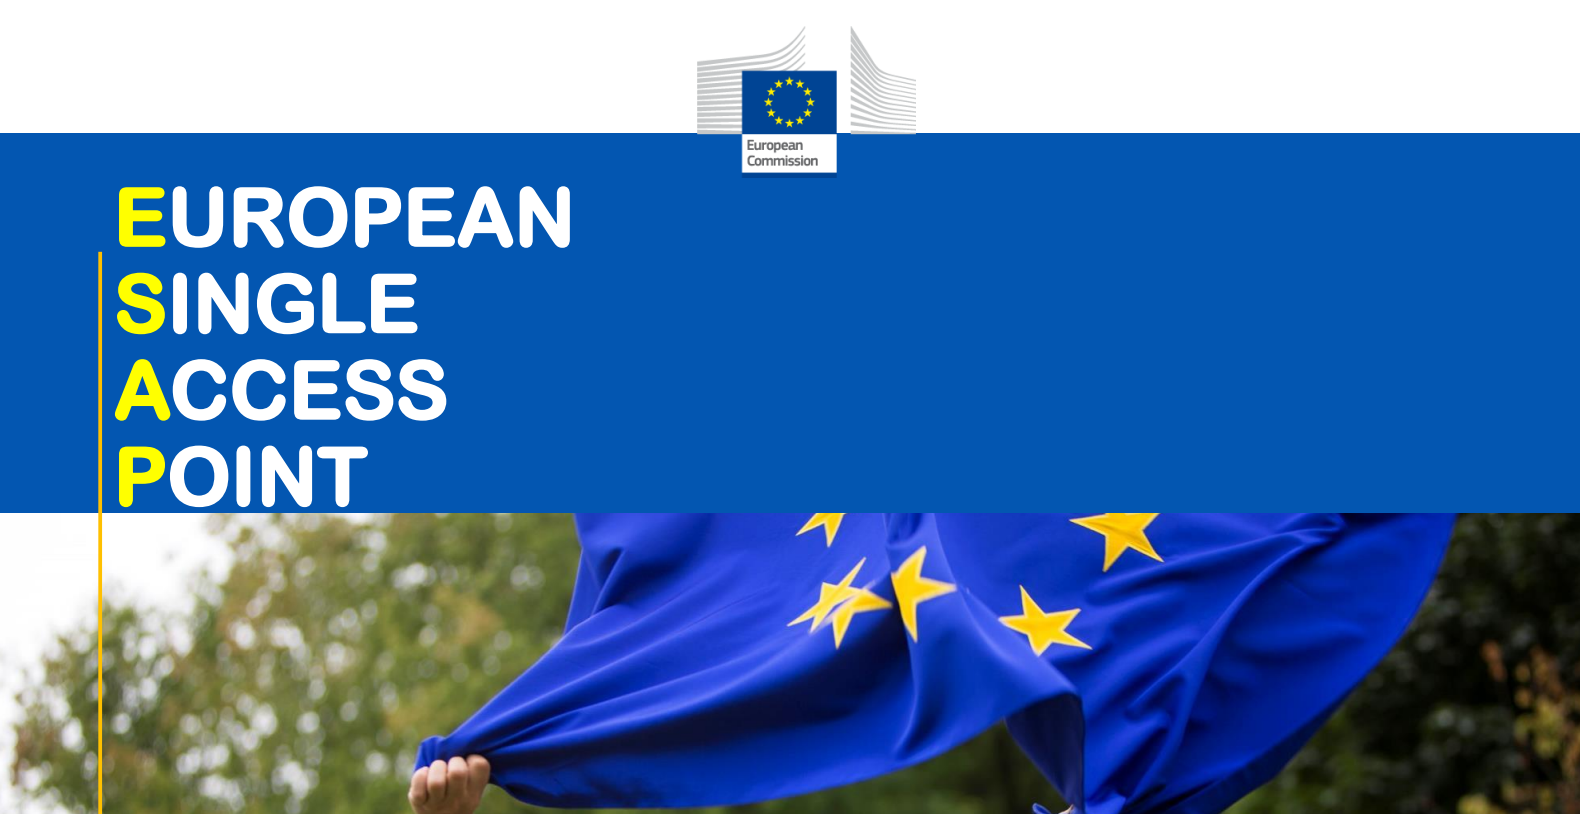 European
Commission
EUROPEAN
SINGLE
ACCESS
POINT